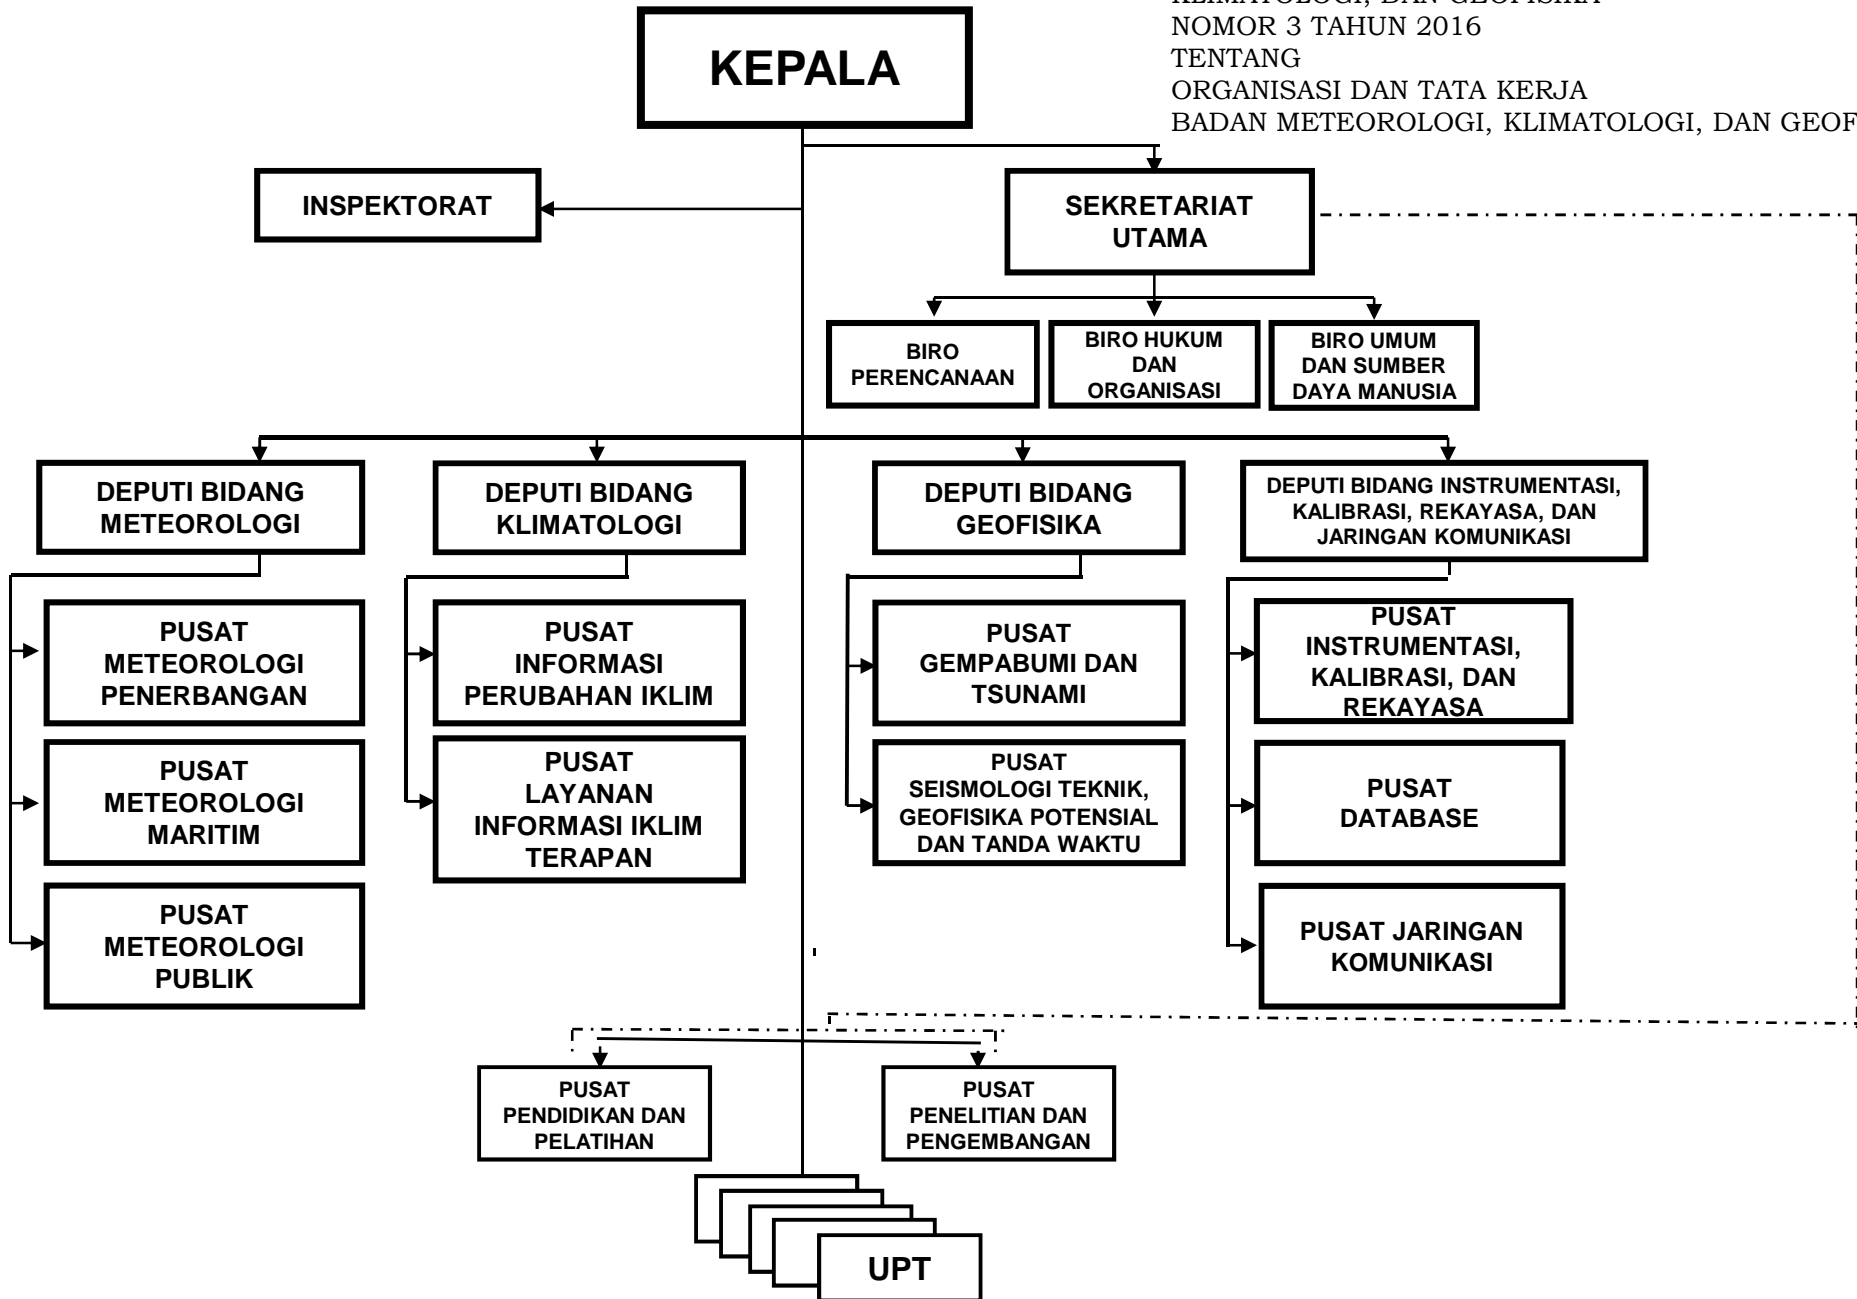 KLIMATOLOGI, DAN GEOFISIKA
NOMOR 3 TAHUN 2016
TENTANG
ORGANISASI DAN TATA KERJA
BADAN METEOROLOGI, KLIMATOLOGI, DAN GEOF
KEPALA
INSPEKTORAT
SEKRETARIAT
UTAMA
BIRO
PERENCANAAN
BIRO HUKUM
DAN
ORGANISASI
BIRO UMUM
DAN SUMBER
DAYA MANUSIA
DEPUTI BIDANG
METEOROLOGI
DEPUTI BIDANG
KLIMATOLOGI
DEPUTI BIDANG
GEOFISIKA
DEPUTI BIDANG INSTRUMENTASI,
KALIBRASI, REKAYASA, DAN
JARINGAN KOMUNIKASI
PUSAT
METEOROLOGI
PENERBANGAN
PUSAT
INFORMASI
PERUBAHAN IKLIM
PUSAT
GEMPABUMI DAN
TSUNAMI
PUSAT
INSTRUMENTASI,
KALIBRASI, DAN
REKAYASA
PUSAT
METEOROLOGI
MARITIM
PUSAT
LAYANAN
INFORMASI IKLIM
TERAPAN
PUSAT
SEISMOLOGI TEKNIK,
GEOFISIKA POTENSIAL
DAN TANDA WAKTU
PUSAT
DATABASE
PUSAT
METEOROLOGI
PUBLIK
PUSAT JARINGAN
KOMUNIKASI
PUSAT
PENDIDIKAN DAN
PELATIHAN
PUSAT
PENELITIAN DAN
PENGEMBANGAN
UPT